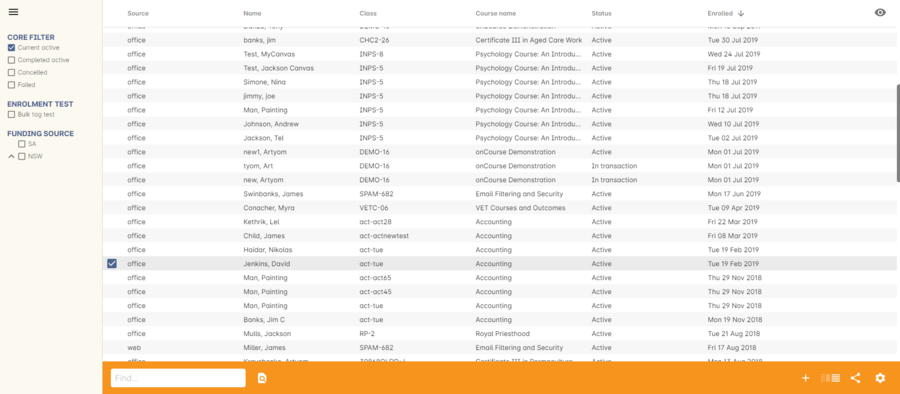 Source Name Class Course name Status Enrolled
CORE FILTER
Current active
Completed active
Cancelled
Failed
ENROLMENT TEST
Bulk tag test
FUNDING SOURCE
SA
NSW
office banks, jim CHC2-26 Certificate III in Aged Care Work Active Tue 30 Jul 2019
office Test, MyCanvas INPS-8 Psychology Course: An Introdu... Active Wed 24 Jul 2019
office Test, Jackson Canvas INPS-5 Psychology Course: An Introdu... Active Fri 19 Jul 2019
office Simone, Nina INPS-5 Psychology Course: An Introdu... Active Thu 18 Jul 2019
office jimmy, joe INPS-5 Psychology Course: An Introdu... Active Thu 18 Jul 2019
office Man, Painting INPS-5 Psychology Course: An Introdu... Active Fri 12 Jul 2019
office Johnson, Andrew INPS-5 Psychology Course: An Introdu... Active Wed 10 Jul 2019
office Jackson, Tel INPS-5 Psychology Course: An Introdu... Active Tue 02 Jul 2019
office new1, Artyom DEMO-16 onCourse Demonstration Active Mon 01 Jul 2019
office tyom, Art DEMO-16 onCourse Demonstration In transaction Mon 01 Jul 2019
office new, Artyom DEMO-16 onCourse Demonstration In transaction Mon 01 Jul 2019
office Swinbanks, James SPAM-682 Email Filtering and Security Active Mon 17 Jun 2019
office Conacher, Myra VETC-06 VET Courses and Outcomes Active Tue 09 Apr 2019
office Kethrik, Lel act-act28 Accounting Active Fri 22 Mar 2019
office Child, James act-actnewtest Accounting Active Fri 08 Mar 2019
office Haidar, Nikolas act-tue Accounting Active Tue 19 Feb 2019
office Jenkins, David act-tue Accounting Active Tue 19 Feb 2019
office Man, Painting act-act65 Accounting Active Thu 29 Nov 2018
office Man, Painting act-act45 Accounting Active Thu 29 Nov 2018
office Man, Painting act-tue Accounting Active Thu 29 Nov 2018
office Banks, Jim C act-tue Accounting Active Mon 19 Nov 2018
office Mulls, Jackson RP-2 Royal Priesthood Active Tue 21 Aug 2018
web Miller, James SPAM-682 Email Filtering and Security Active Fri 17 Aug 2018
Find...